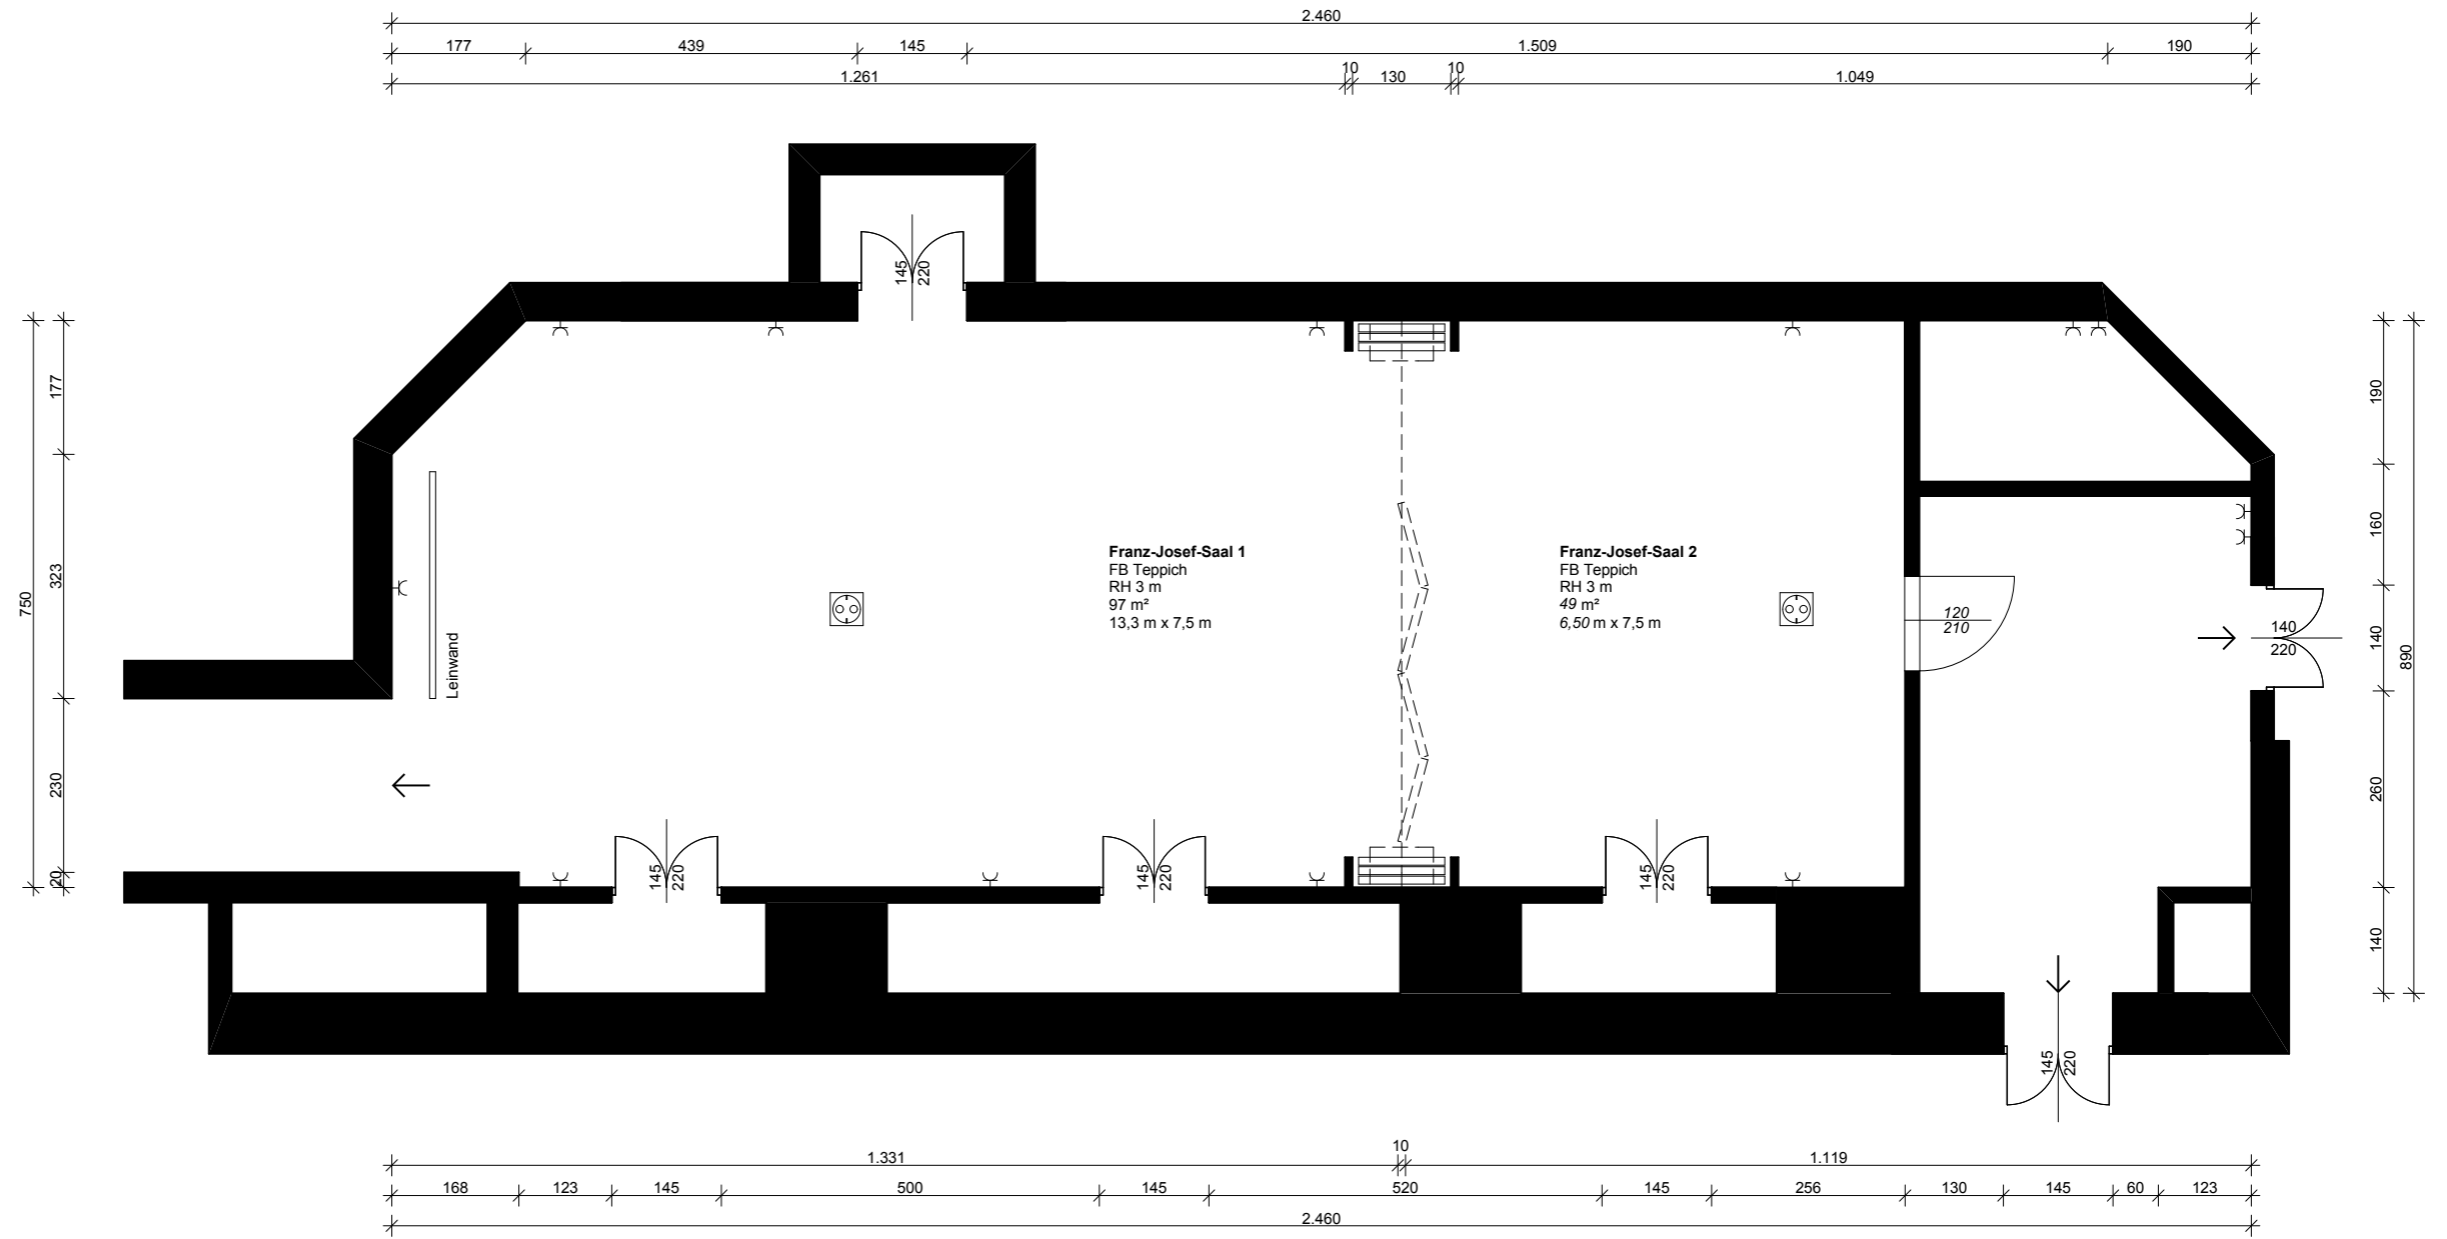 2.460
177 439 145 1.509 190
1.261 10 130 10 1.049
145
220
750
177
323
230
20
Leinwand
Franz-Josef-Saal 1
FB Teppich
RH 3 m
97 m²
13,3 m x 7,5 m
Franz-Josef-Saal 2
FB Teppich
RH 3 m
49 m²
6,50 m x 7,5 m
120
210
140
220
190
160
140
260
140
890
145
220
145
220
145
220
145
220
1.331 10 1.119
168 123 145 500 145 520 145 256 130 145 60 123
2.460